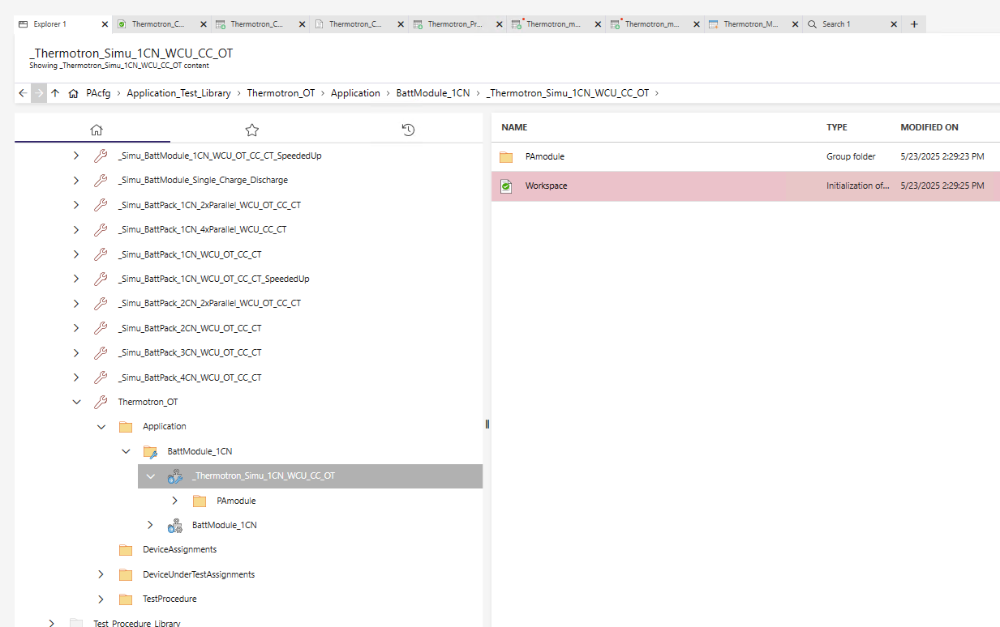 Explorer 1
Thermotron_C...
Thermotron_C...
Thermotron_C...
Thermotron_Pr...
Thermotron_m...
Thermotron_m...
Thermotron_M...
Search 1
_Thermotron_Simu_1CN_WCU_CC_OT
Showing _Thermotron_Simu_1CN_WCU_CC_OT content
PAcfg > Application_Test_Library > Thermotron_OT > Application > BattModule_1CN > _Thermotron_Simu_1CN_WCU_CC_OT >
_Simu_BattModule_1CN_WCU_OT_CC_CT_SpeededUp
_Simu_BattModule_Single_Charge_Discharge
_Simu_BattPack_1CN_2xParallel_WCU_OT_CC_CT
_Simu_BattPack_1CN_4xParallel_WCU_CC_CT
_Simu_BattPack_1CN_WCU_OT_CC_CT
_Simu_BattPack_1CN_WCU_OT_CC_CT_SpeededUp
_Simu_BattPack_2CN_2xParallel_WCU_OT_CC_CT
_Simu_BattPack_2CN_WCU_OT_CC_CT
_Simu_BattPack_3CN_WCU_OT_CC_CT
_Simu_BattPack_4CN_WCU_OT_CC_CT
Thermotron_OT
Application
BattModule_1CN
_Thermotron_Simu_1CN_WCU_CC_OT
PAmodule
BattModule_1CN
DeviceAssignments
DeviceUnderTestAssignments
TestProcedure
Test Procedure Library
NAME TYPE MODIFIED ON
PAmodule Group folder 5/23/2025 2:29:23 PM
Workspace Initialization of... 5/23/2025 2:29:25 PM